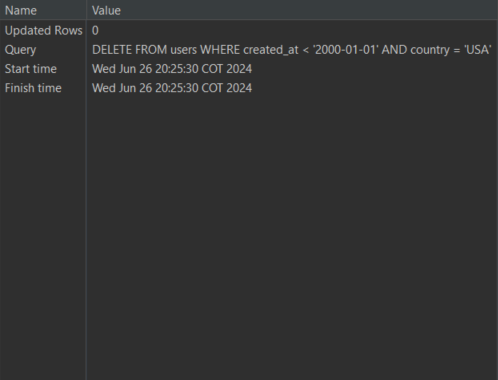 Name Value
Updated Rows 0
Query DELETE FROM users WHERE created_at < '2000-01-01' AND country = 'USA'
Start time Wed Jun 26 20:25:30 COT 2024
Finish time Wed Jun 26 20:25:30 COT 2024